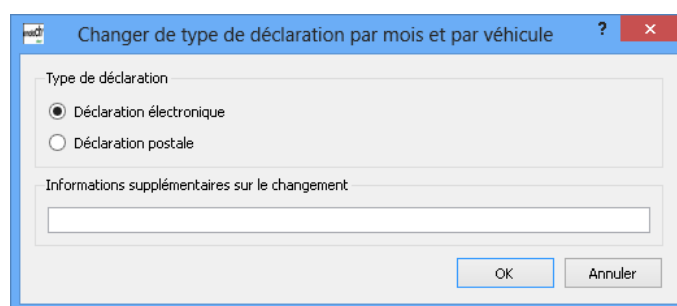 Changer de type de déclaration par mois et par véhicule ?
Type de déclaration
Déclaration électronique
Déclaration postale
Informations supplémentaires sur le changement
OK Annuler